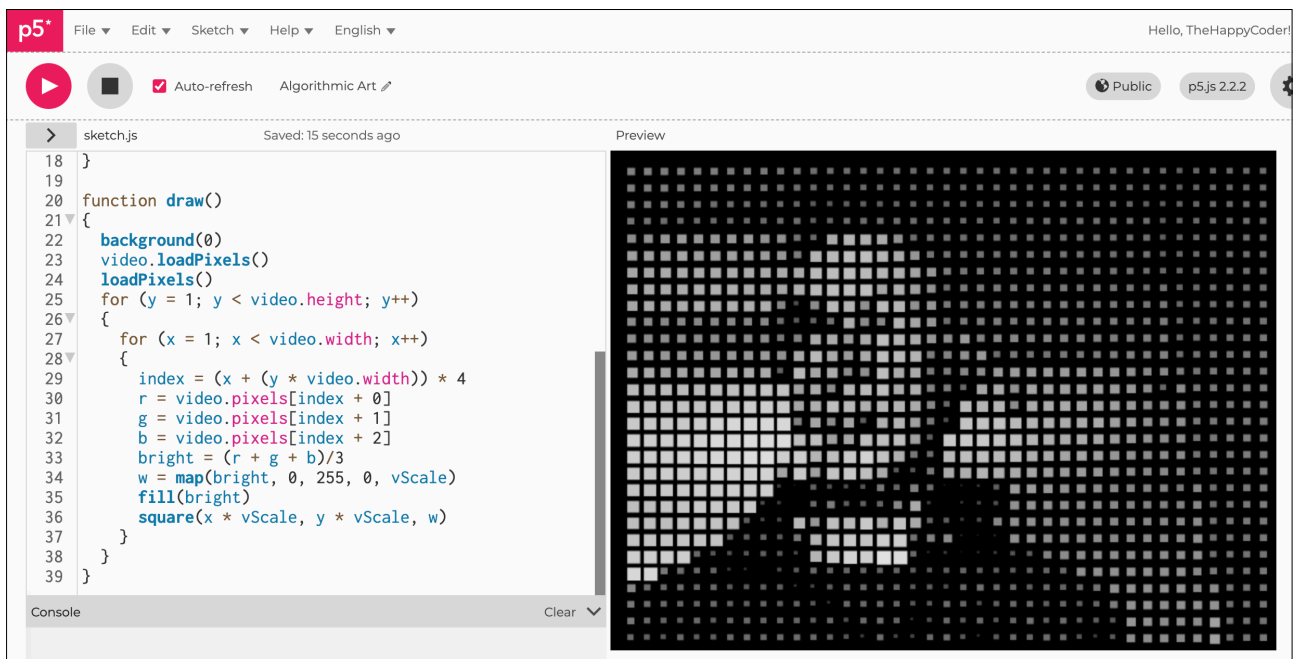 p5* File Edit Sketch Help English Hello, TheHappyCoder!
Auto-refresh Algorithmic Art Public p5.js 2.2.2
sketch.js Saved: 15 seconds ago Preview
18 }
19
20 function draw()
21 {
22 background(0)
23 video.loadPixels()
24 loadPixels()
25 for (y = 1; y < video.height; y++)
26 {
27 for (x = 1; x < video.width; x++)
28 {
29 index = (x + (y * video.width)) * 4
30 r = video.pixels[index + 0]
31 g = video.pixels[index + 1]
32 b = video.pixels[index + 2]
33 bright = (r + g + b)/3
34 w = map(bright, 0, 255, 0, vScale)
35 fill(bright)
36 square(x * vScale, y * vScale, w)
37 }
38 }
39 }
Console Clear